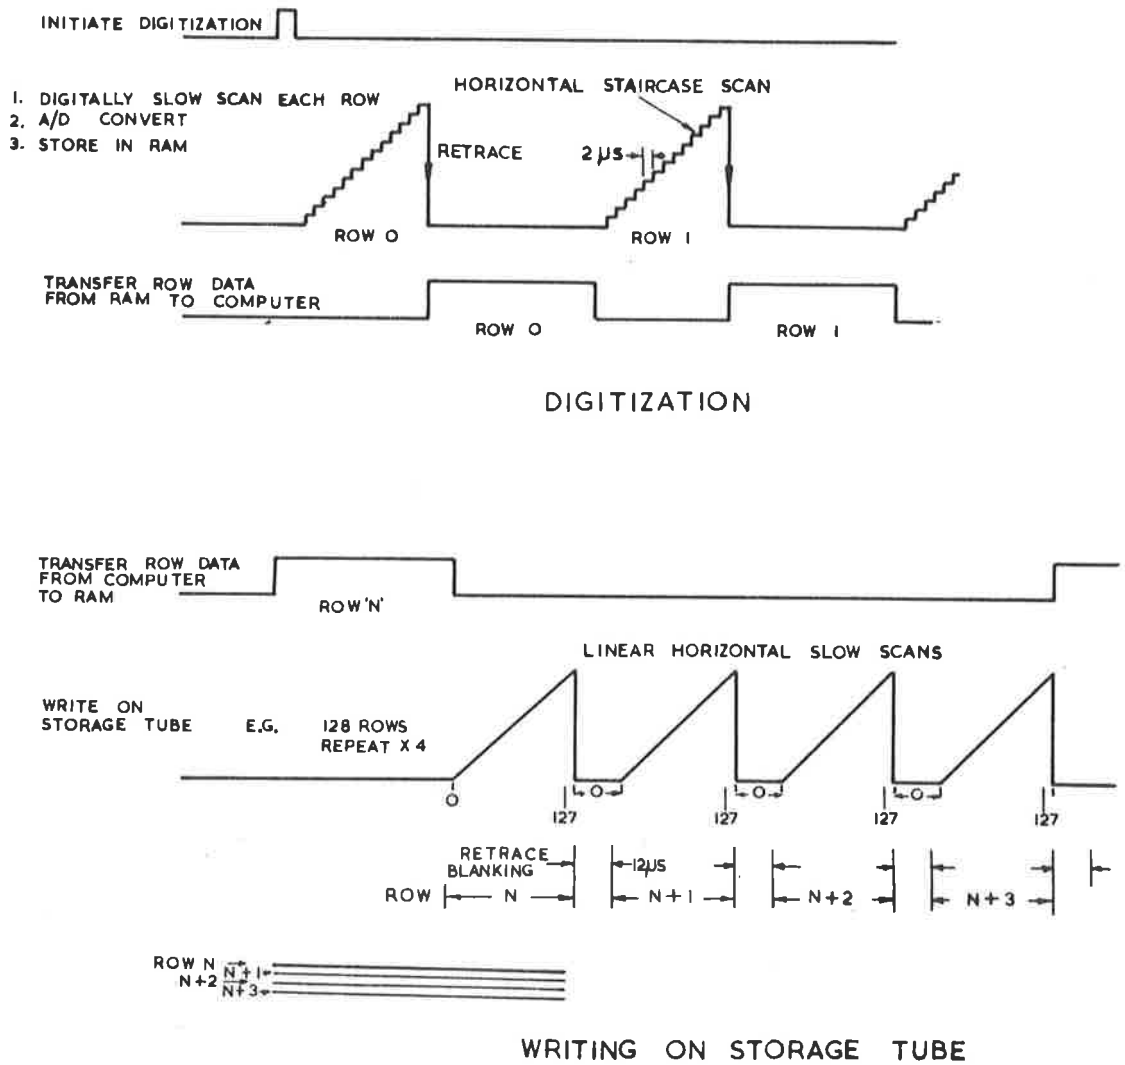 INITIATE DIGITIZATION
1. DIGITALLY SLOW SCAN EACH ROW
2. A/D CONVERT
3. STORE IN RAM
HORIZONTAL STAIRCASE SCAN
RETRACE
2 µS
ROW 0
ROW 1
TRANSFER ROW DATA
FROM RAM TO COMPUTER
ROW 0
ROW 1
DIGITIZATION
TRANSFER ROW DATA
FROM COMPUTER
TO RAM
ROW 'N'
LINEAR HORIZONTAL SLOW SCANS
WRITE ON
STORAGE TUBE E.G. 128 ROWS
REPEAT X 4
0 0 0 0
127 127 127 127
RETRACE
BLANKING
12µS
ROW N N+1 N+2 N+3
ROW N
N+1
N+2
N+3
WRITING ON STORAGE TUBE